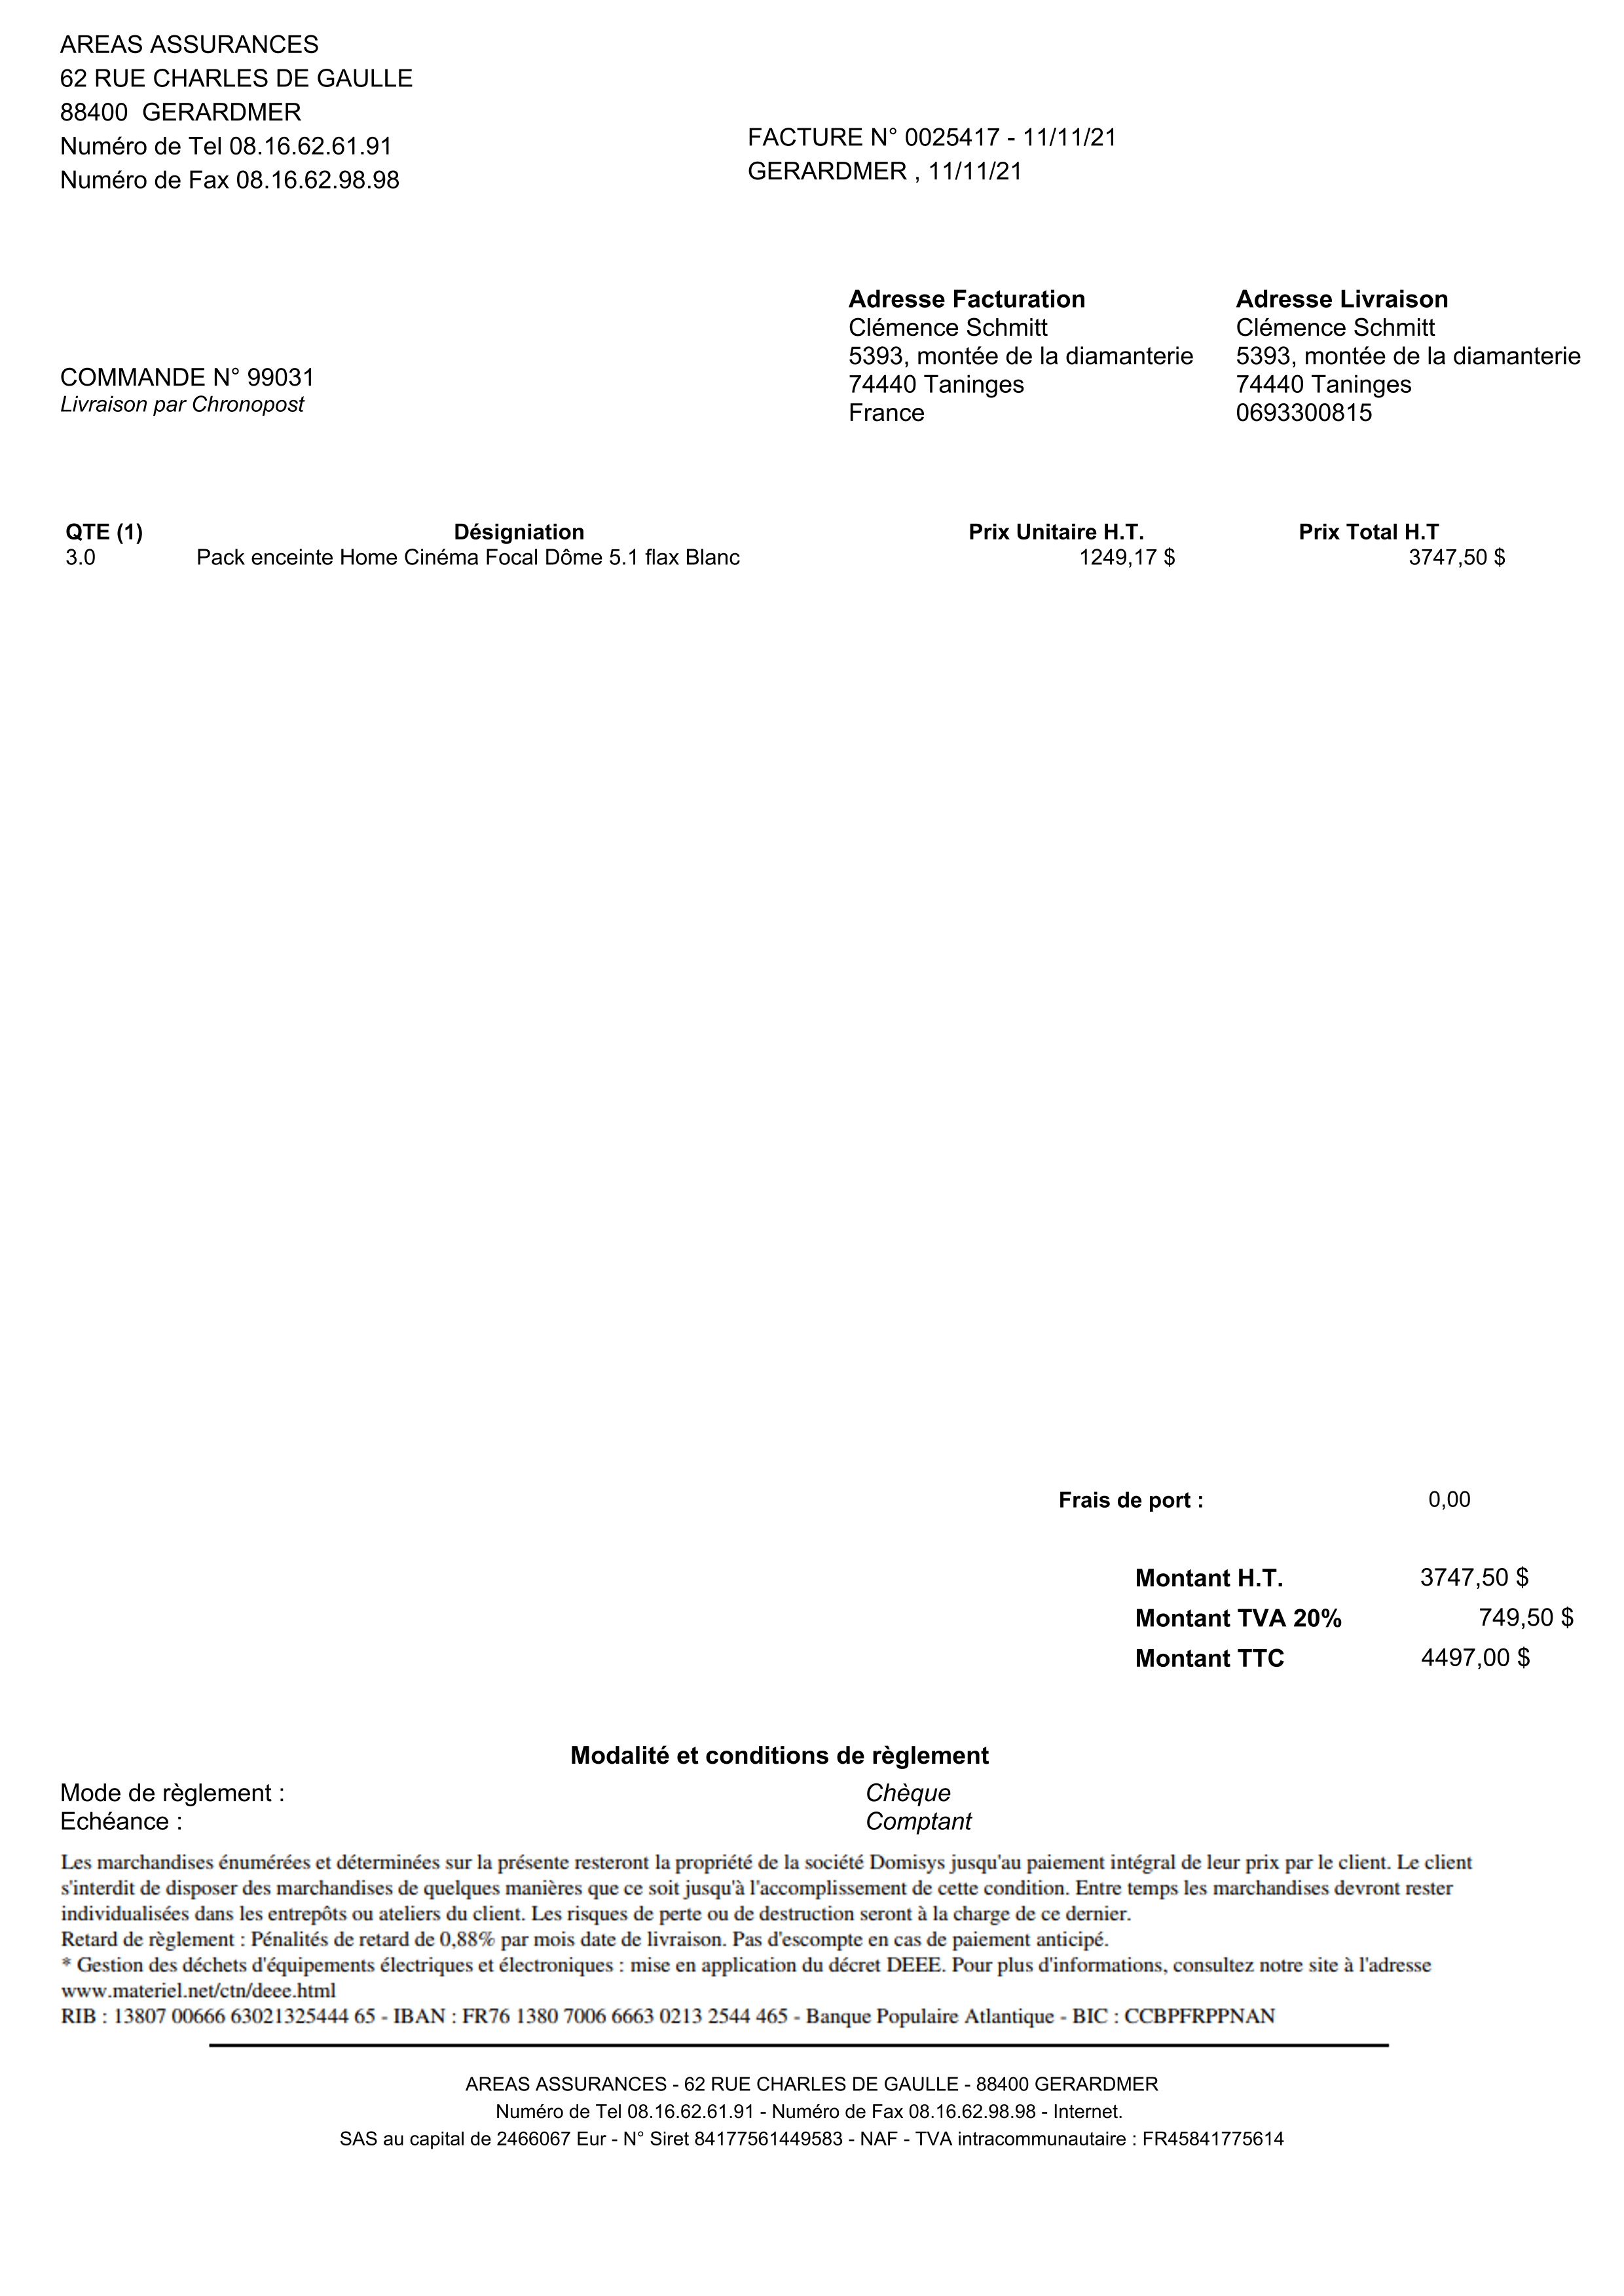 AREAS ASSURANCES
62 RUE CHARLES DE GAULLE
88400  GERARDMER
Numéro de Tel 08.16.62.61.91
Numéro de Fax 08.16.62.98.98
FACTURE N° 0025417 - 11/11/21
GERARDMER , 11/11/21
Adresse Facturation
Clémence Schmitt
5393, montée de la diamanterie
74440 Taninges
France
Adresse Livraison
Clémence Schmitt
5393, montée de la diamanterie
74440 Taninges
0693300815
COMMANDE N° 99031
Livraison par Chronopost
QTE (1) Désigniation Prix Unitaire H.T. Prix Total H.T
3.0 Pack enceinte Home Cinéma Focal Dôme 5.1 flax Blanc 1249,17 $ 3747,50 $
Frais de port : 0,00
Montant H.T. 3747,50 $
Montant TVA 20% 749,50 $
Montant TTC 4497,00 $
Modalité et conditions de règlement
Mode de règlement : Chèque
Echéance : Comptant
Les marchandises énumérées et déterminées sur la présente resteront la propriété de la société Domisys jusqu'au paiement intégral de leur prix par le client. Le client
s'interdit de disposer des marchandises de quelques manières que ce soit jusqu'à l'accomplissement de cette condition. Entre temps les marchandises devront rester
individualisées dans les entrepôts ou ateliers du client. Les risques de perte ou de destruction seront à la charge de ce dernier.
Retard de règlement : Pénalités de retard de 0,88% par mois date de livraison. Pas d'escompte en cas de paiement anticipé.
* Gestion des déchets d'équipements électriques et électroniques : mise en application du décret DEEE. Pour plus d'informations, consultez notre site à l'adresse
www.materiel.net/ctn/deee.html
RIB : 13807 00666 63021325444 65 - IBAN : FR76 1380 7006 6663 0213 2544 465 - Banque Populaire Atlantique - BIC : CCBPFRPPNAN
AREAS ASSURANCES - 62 RUE CHARLES DE GAULLE - 88400 GERARDMER
Numéro de Tel 08.16.62.61.91 - Numéro de Fax 08.16.62.98.98 - Internet.
SAS au capital de 2466067 Eur - N° Siret 84177561449583 - NAF - TVA intracommunautaire : FR45841775614